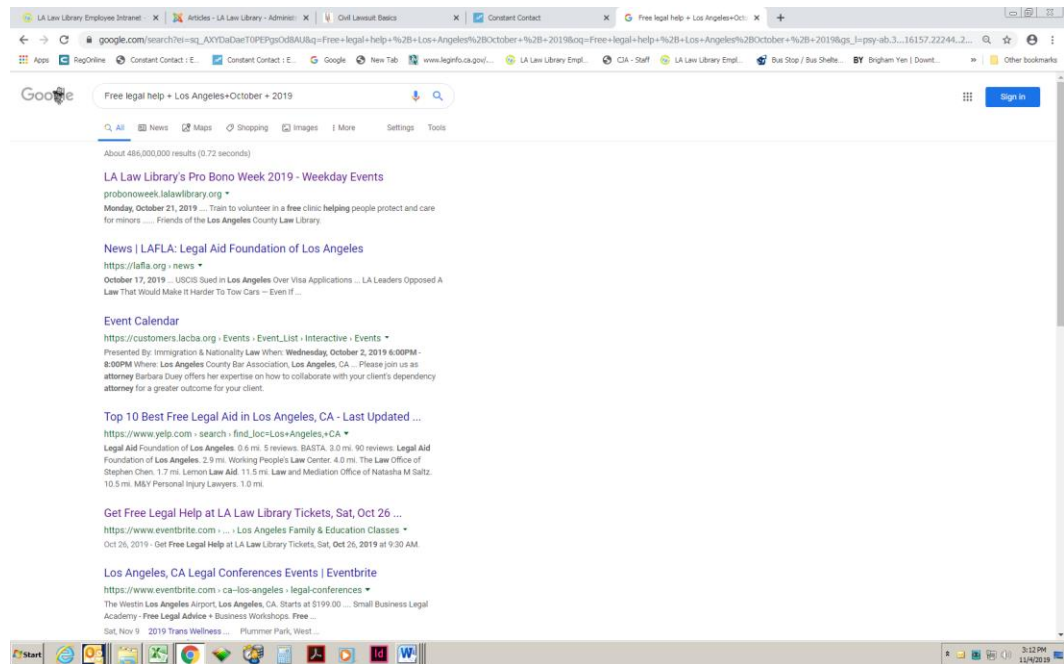 LA Law Library Employee Intranet -
Articles - LA Law Library - Administ
Civil Lawsuit Basics
Constant Contact
Free legal help + Los Angeles+Octo
google.com/search?ei=sq_AXYDaDaeT0PEPgsOd8AU&q=Free+legal+help+%2B+Los+Angeles%2BOctober+%2B+2019&oq=Free+legal+help+%2B+Los+Angeles%2BOctober+%2B+2019&gs_l=psy-ab.3...16157.22244..2...
Apps RegOnline Constant Contact : E... Constant Contact : E... Google New Tab www.leginfo.ca.gov/... LA Law Library Empl... CJA - Staff LA Law Library Empl... Bus Stop / Bus Shelte... BY Brigham Yen | Downt... » Other bookmarks
Google
Free legal help + Los Angeles+October + 2019
Sign in
All News Maps Shopping Images More Settings Tools
About 486,000,000 results (0.72 seconds)
LA Law Library's Pro Bono Week 2019 - Weekday Events
probonoweek.lalawlibrary.org
Monday, October 21, 2019 .... Train to volunteer in a free clinic helping people protect and care
for minors ...... Friends of the Los Angeles County Law Library.
News | LAFLA: Legal Aid Foundation of Los Angeles
https://lafla.org › news
October 17, 2019 ... USCIS Sued in Los Angeles Over Visa Applications ... LA Leaders Opposed A
Law That Would Make It Harder To Tow Cars — Even If ...
Event Calendar
https://customers.lacba.org › Events › Event_List › Interactive › Events
Presented By: Immigration & Nationality Law When: Wednesday, October 2, 2019 6:00PM -
8:00PM Where: Los Angeles County Bar Association, Los Angeles, CA ... Please join us as
attorney Barbara Duey offers her expertise on how to collaborate with your client's dependency
attorney for a greater outcome for your client.
Top 10 Best Free Legal Aid in Los Angeles, CA - Last Updated ...
https://www.yelp.com › search › find_loc=Los+Angeles,+CA
Legal Aid Foundation of Los Angeles. 0.6 mi. 5 reviews. BASTA. 3.0 mi. 90 reviews. Legal Aid
Foundation of Los Angeles. 2.9 mi. Working People's Law Center. 4.0 mi. The Law Office of
Stephen Chen. 1.7 mi. Lemon Law Aid. 11.5 mi. Law and Mediation Office of Natasha M Saltz.
10.5 mi. M&Y Personal Injury Lawyers. 1.0 mi.
Get Free Legal Help at LA Law Library Tickets, Sat, Oct 26 ...
https://www.eventbrite.com › ... › Los Angeles Family & Education Classes
Oct 26, 2019 - Get Free Legal Help at LA Law Library Tickets, Sat, Oct 26, 2019 at 9:30 AM.
Los Angeles, CA Legal Conferences Events | Eventbrite
https://www.eventbrite.com › ca--los-angeles › legal-conferences
The Westin Los Angeles Airport, Los Angeles, CA. Starts at $199.00 .... Small Business Legal
Academy - Free Legal Advice + Business Workshops. Free ...
Sat, Nov 9 2019 Trans Wellness ... Plummer Park, West ...
Start
3:12 PM
11/4/2019